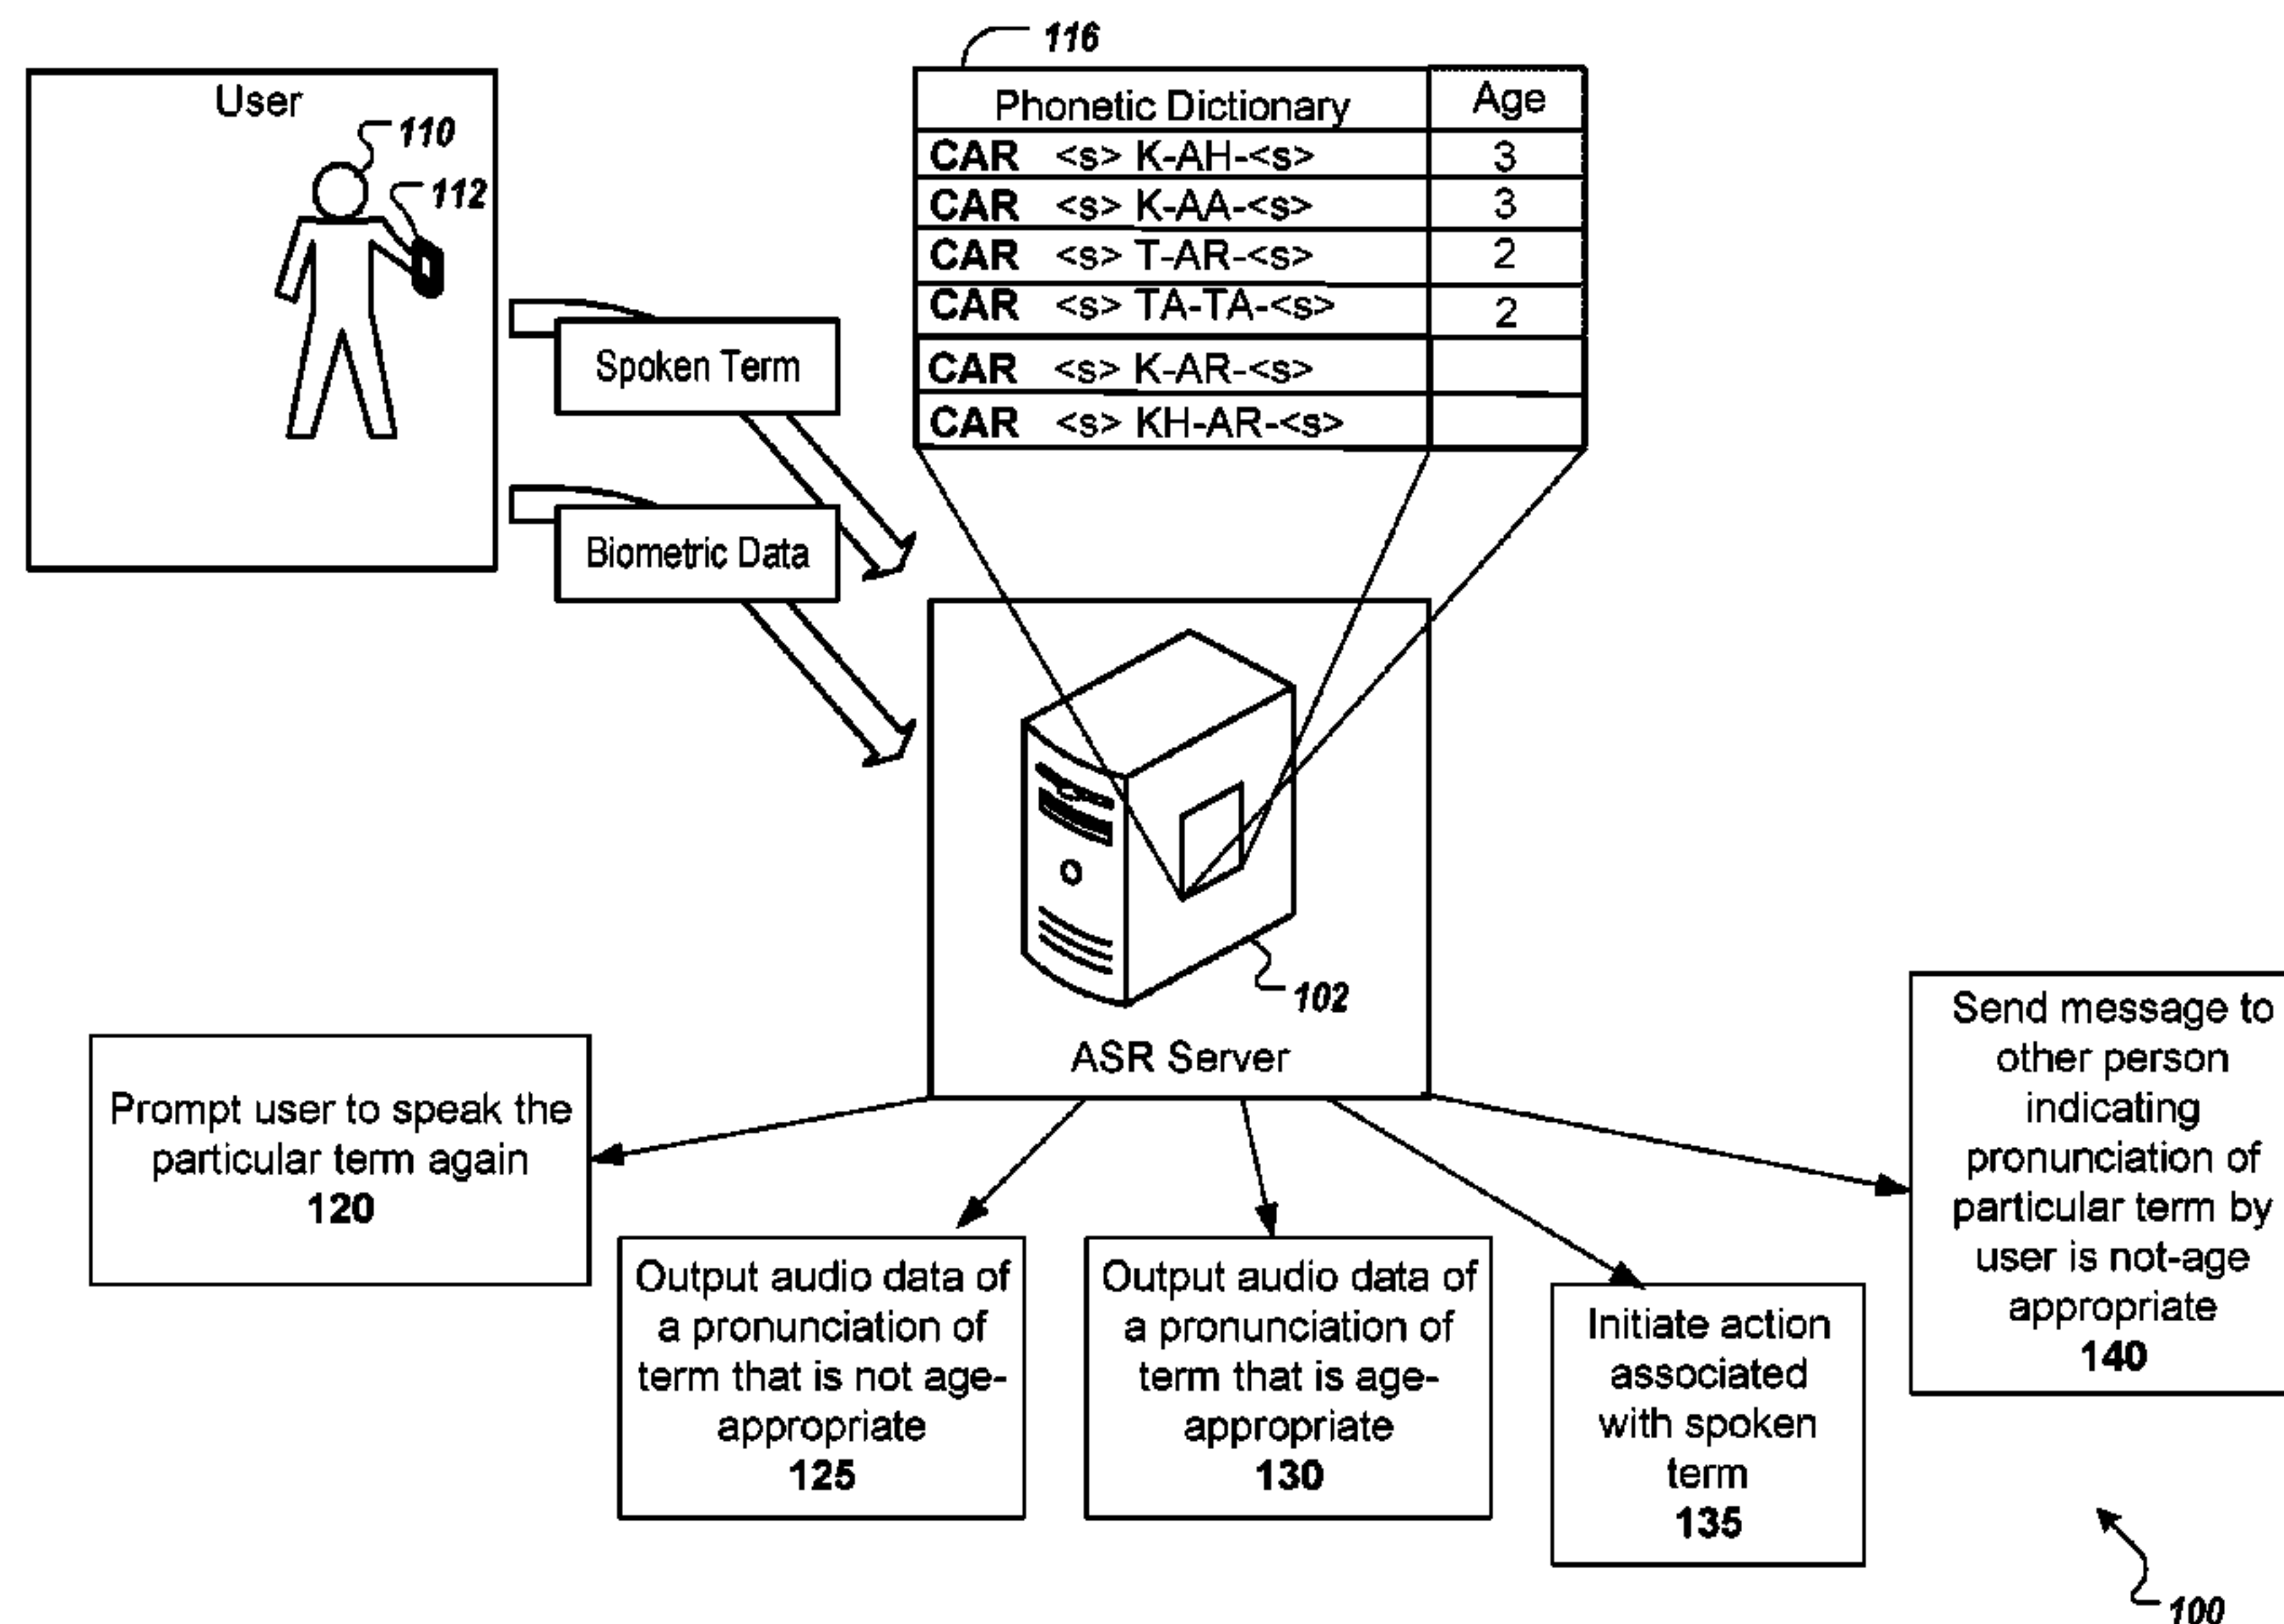 116
User
110
112
Phonetic Dictionary Age
CAR <s> K-AH-<s> 3
CAR <s> K-AA-<s> 3
CAR <s> T-AR-<s> 2
CAR <s> TA-TA-<s> 2
CAR <s> K-AR-<s>
CAR <s> KH-AR-<s>
Spoken Term
Biometric Data
102
ASR Server
Prompt user to speak the
particular term again
120
Output audio data of
a pronunciation of
term that is not age-
appropriate
125
Output audio data of
a pronunciation of
term that is age-
appropriate
130
Initiate action
associated
with spoken
term
135
Send message to
other person
indicating
pronunciation of
particular term by
user is not-age
appropriate
140
100